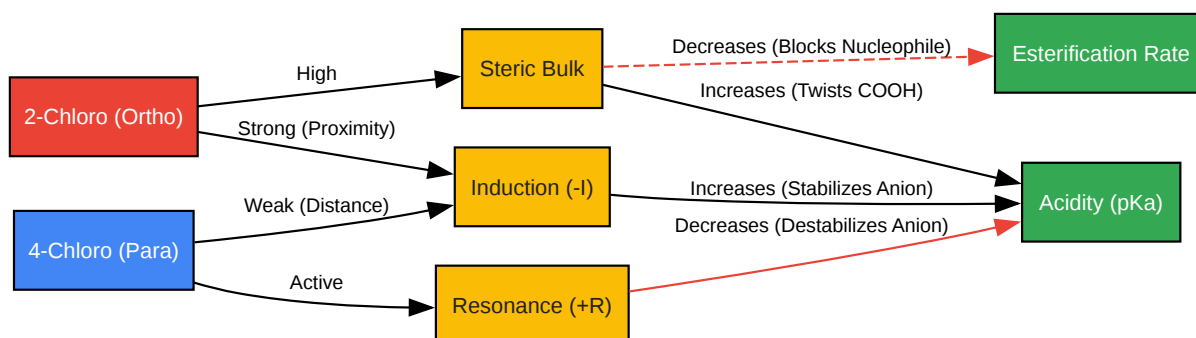 2-Chloro (Ortho)
4-Chloro (Para)
High
Strong (Proximity)
Weak (Distance)
Active
Steric Bulk
Induction (-I)
Resonance (+R)
Decreases (Blocks Nucleophile)
Increases (Twists COOH)
Increases (Stabilizes Anion)
Decreases (Destabilizes Anion)
Esterification Rate
Acidity (pKa)